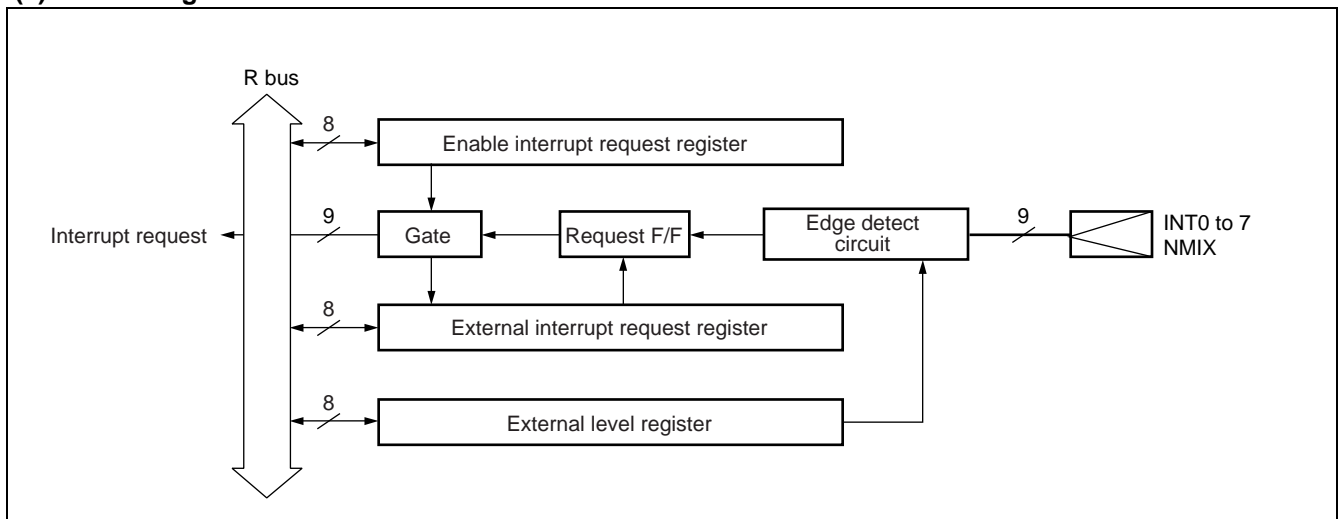 R bus
8
Enable interrupt request register
9
Interrupt request
Gate
Request F/F
Edge detect
circuit
9
INT0 to 7
NMIX
8
External interrupt request register
8
External level register